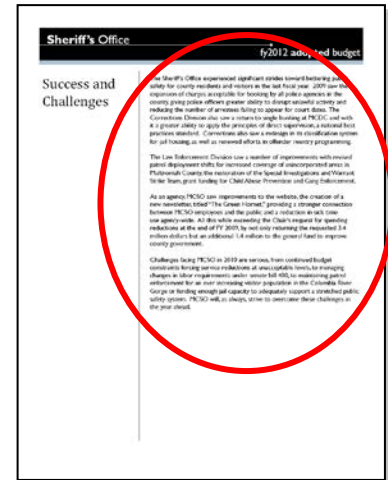 Sheriff's Office
fy2012 adopted budget
Success and
Challenges
The Sheriff's Office experienced significant strides toward bettering public
safety for county residents and visitors in the last fiscal year. 2009 saw the
expansion of charges acceptable for booking by all police agencies in the
county giving police officers greater ability to disrupt unlawful activity and
reducing the number of arrestees failing to appear for court dates. The
Corrections Division also saw a return to single bunking at MCDC and with
it a greater ability to apply the principles of direct supervision, a national best
practices standard. Corrections also saw a redesign in its classification system
for jail housing, as well as renewed efforts in offender reentry programming.
The Law Enforcement Division saw a number of improvements with revised
patrol deployment shifts for increased coverage of unincorporated areas in
Multnomah County, the restoration of the Special Investigations and Warrant
Strike Team, grant funding for Child Abuse Prevention and Gang Enforcement.
As an agency, MCSO saw improvements to the website, the creation of a
new newsletter, titled "The Green Hornet," providing a stronger connection
between MCSO employees and the public and a reduction in sick time
use agency-wide. All this while exceeding the Chair's request for spending
reductions at the end of FY 2009, by not only returning the requested 3.4
million dollars but an additional 1.4 million to the general fund to improve
county government.
Challenges facing MCSO in 2010 are serious, from continued budget
constraints forcing service reductions at unacceptable levels, to managing
changes in labor requirements under senate bill 400, to maintaining patrol
enforcement for an ever increasing visitor population in the Columbia River
Gorge or funding enough jail capacity to adequately support a stretched public
safety system. MCSO will, as always, strive to overcome these challenges in
the year ahead.